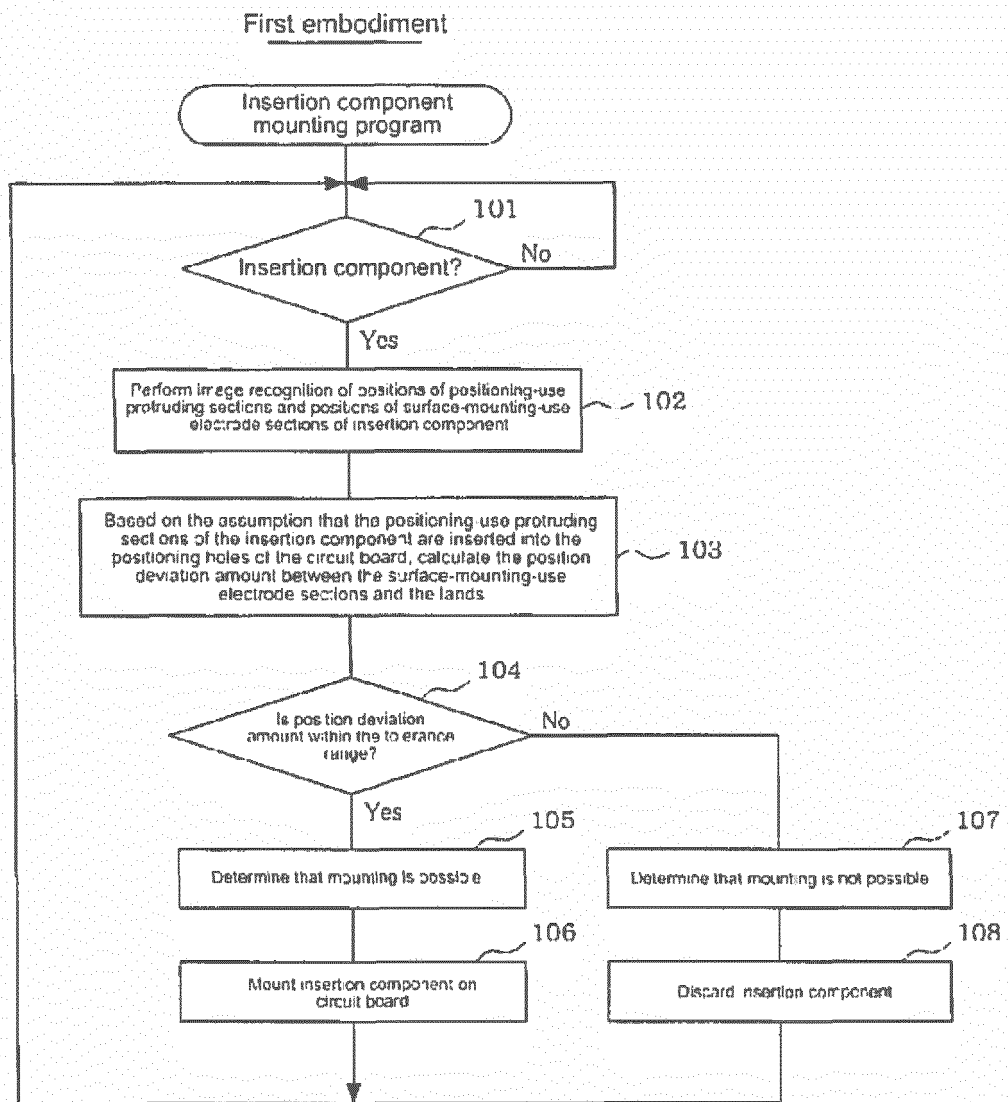 First embodiment
Insertion component
mounting program
101
Insertion component?
No
Yes
Perform image recognition of positions of positioning-use
protruding sections and positions of surface-mounting-use
electrode sections of insertion component
102
Based on the assumption that the positioning-use protruding
sections of the insertion component are inserted into the
positioning holes of the circuit board, calculate the position
deviation amount between the surface-mounting-use
electrode sections and the lands
103
104
Is position deviation
amount within the tolerance
range?
No
Yes
105
Determine that mounting is possible
107
Determine that mounting is not possible
106
Mount insertion component on
circuit board
108
Discard insertion component